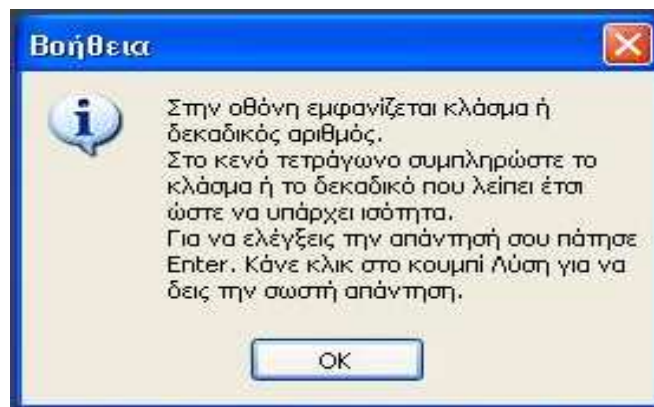 Βοήθεια
Στην οθόνη εμφανίζεται κλάσμα ή
δεκαδικός αριθμός.
Στο κενό τετράγωνο συμπληρώστε το
κλάσμα ή το δεκαδικό που λείπει έτσι
ώστε να υπάρχει ισότητα.
Για να ελέγξεις την απάντησή σου πάτησε
Enter. Κάνε κλικ στο κουμπί Λύση για να
δεις την σωστή απάντηση.
OK